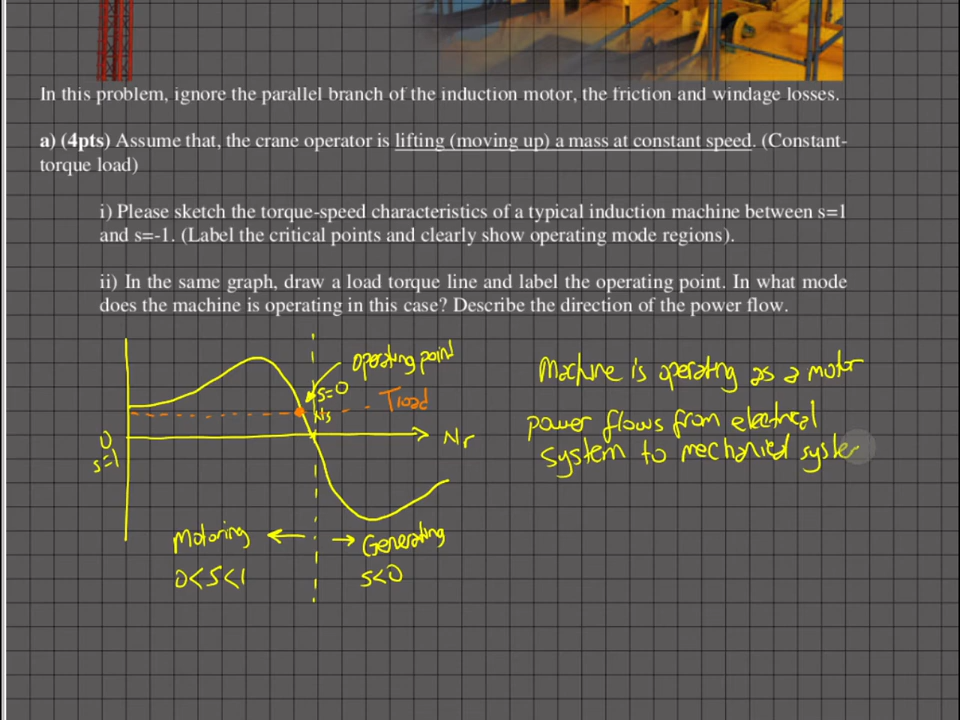 In this problem, ignore the parallel branch of the induction motor, the friction and windage losses.
a) (4pts) Assume that, the crane operator is lifting (moving up) a mass at constant speed. (Constant-
torque load)
i) Please sketch the torque-speed characteristics of a typical induction machine between s=1
and s=-1. (Label the critical points and clearly show operating mode regions).
ii) In the same graph, draw a load torque line and label the operating point. In what mode
does the machine is operating in this case? Describe the direction of the power flow.
Operating point
s=0
Tload
Ns
0
s=1
Nr
Motoring
0<s<1
Generating
s<0
Machine is operating as a motor
power flows from electrical
system to mechanical syste